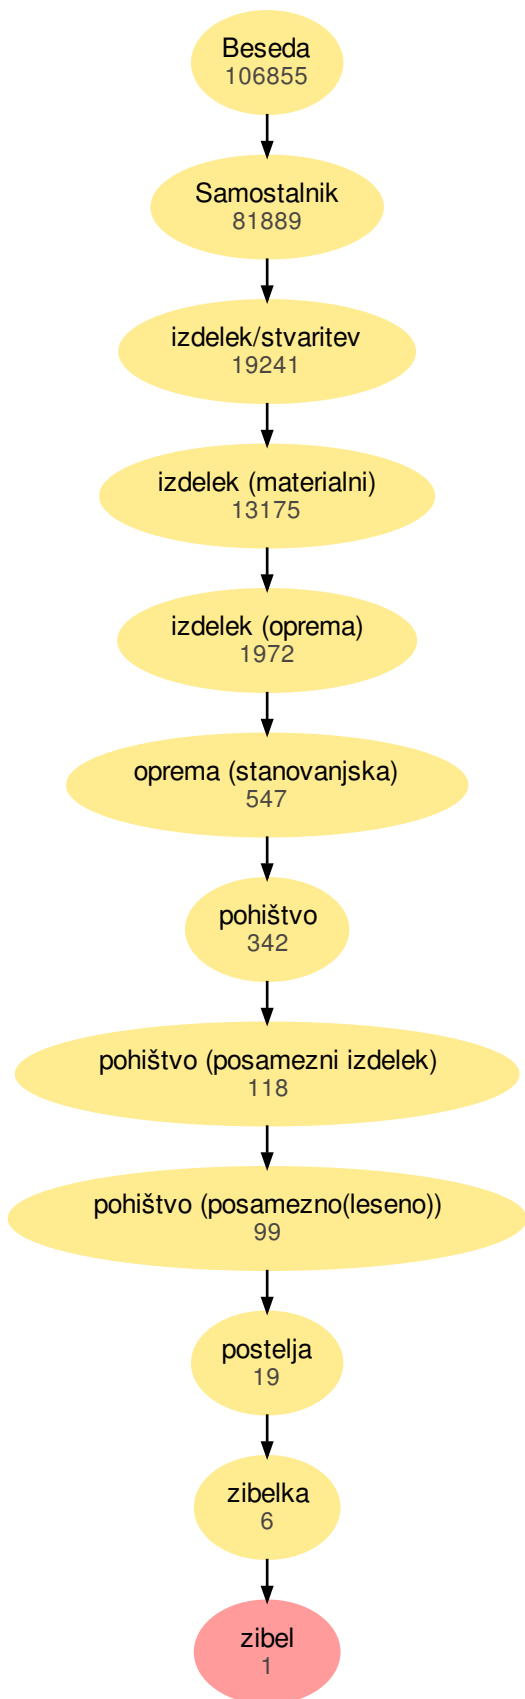 Beseda
106855
Samostalnik
81889
izdelek/stvaritev
19241
izdelek (materialni)
13175
izdelek (oprema)
1972
oprema (stanovanjska)
547
pohištvo
342
pohištvo (posamezni izdelek)
118
pohištvo (posamezno(leseno))
99
postelja
19
zibelka
6
zibel
1